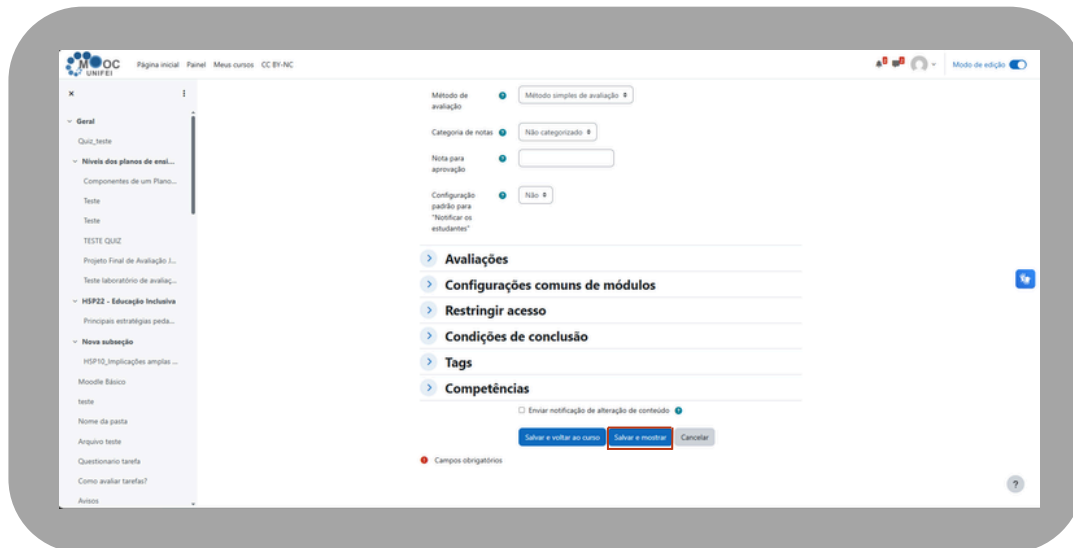 MOOC
UNIFEI
Página inicial Painel Meus cursos CC BY-NC
Modo de edição
Geral
Quiz_teste
Níveis dos planos de ensi...
Componentes de um Plano...
Teste
Teste
TESTE QUIZ
Projeto Final de Avaliação J...
Teste laboratório de avaliaç...
HSP22 - Educação Inclusiva
Principais estratégias peda...
Nova subseção
HSP10_Implicações amplas ...
Moodle Básico
teste
Nome da pasta
Arquivo teste
Questionario tarefa
Como avaliar tarefas?
Avisos
Método de
avaliação
Método simples de avaliação
Categoria de notas
Não categorizado
Nota para
aprovação
Configuração
padrão para
"Notificar os
estudantes"
Não
Avaliações
Configurações comuns de módulos
Restringir acesso
Condições de conclusão
Tags
Competências
Enviar notificação de alteração de conteúdo
Salvar e voltar ao curso Salvar e mostrar Cancelar
Campos obrigatórios
?